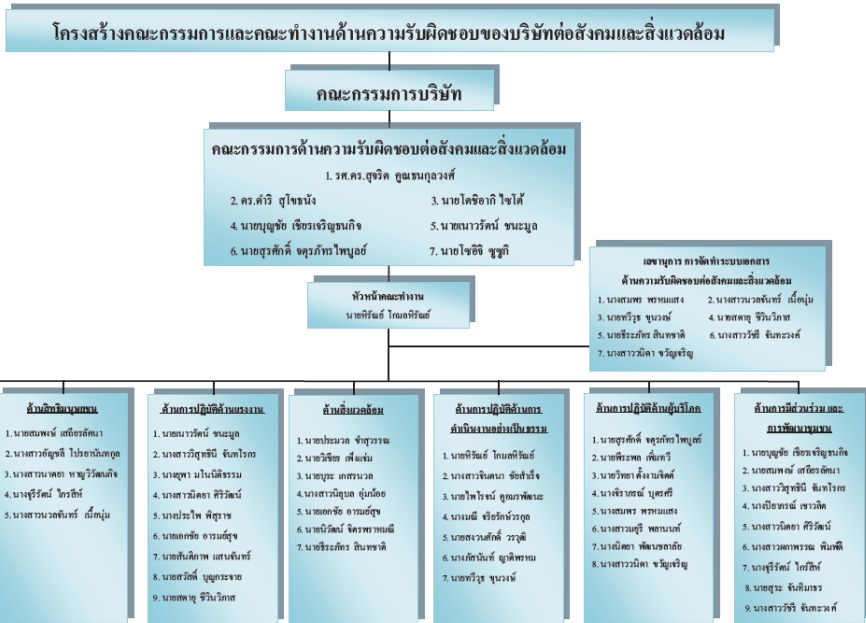 โครงสร้างคณะกรรมการและคณะทำงานด้านความรับผิดชอบของบริษัทต่อสังคมและสิ่งแวดล้อม
คณะกรรมการบริษัท
คณะกรรมการด้านความรับผิดชอบต่อสังคมและสิ่งแวดล้อม
1. รศ.ดร.สุจริต คูณธนกุลวงศ์
2. ดร.ดำริ สุโขธนัง
3. นายโตชิอากิ ไซโต้
4. นายบุญชัย เชียรเจริญธนกิจ
5. นายเนาวรัตน์ ชนะมูล
6. นายสุรศักดิ์ จตุรภัทรไพบูลย์
7. นายโซอิจิ ซูซูกิ
เลขานุการ การจัดทำระบบเอกสาร
ด้านความรับผิดชอบต่อสังคมและสิ่งแวดล้อม
1. นางสมพร พรหมแสง
2. นางสาวนวลจันทร์ เนื้อนุ่ม
3. นายทวีวุธ ขุนวงษ์
4. นายสดายุ ชีวินวิภาส
5. นายธีระภัทร สินทชาติ
6. นางสาววัชรี จันทะวงค์
7. นางสาววนิดา ขวัญเจริญ
หัวหน้าคณะทำงาน
นายหิรัณย์ โกมลหิรัณย์
ด้านสิทธิมนุษยชน
1. นายสมพงษ์ เสถียรลัคนา
2. นางสาวอัญชลี โปรยานันทกุล
3. นางสาวนาตยา หาญวิวัฒนกิจ
4. นางจุรีรัตน์ ไกรสีห์
5. นางสาวนวลจันทร์ เนื้อนุ่ม
ด้านการปฏิบัติด้านแรงงาน
1. นายเนาวรัตน์ ชนะมูล
2. นางสาววิสุทธินี จันทโรกร
3. นางยุพา มโนนิติธรรม
4. นางสาวนิตยา ศิริวัฒน์
5. นางประไพ พิสุราช
6. นายเอกชัย อารมย์สุข
7. นายสันติภาพ แสนจันทร์
8. นายสวัสดิ์ บุญกระจาย
9. นายสดายุ ชีวินวิภาส
ด้านสิ่งแวดล้อม
1. นายประมวล ขำสุวรรณ
2. นายวิเชียร เพ็งแจ่ม
3. นายบุระ เกสรนวล
4. นางสาวนิลุบล อุ่มน้อย
5. นายเอกชัย อารมย์สุข
6. นายนิวัฒน์ จิตรพราหมณี
7. นายธีระภัทร สินทชาติ
ด้านการปฏิบัติด้านการ
ดำเนินงานอย่างเป็นธรรม
1. นายหิรัณย์ โกมลหิรัณย์
2. นางสาวจินตนา ชัยสำเร็จ
3. นายไพโรจน์ คูอมรพัฒนะ
4. นางมณี จริยรักษ์วรกุล
5. นายสงวนศักดิ์ วรวุฒิ
6. นางภัสนันท์ ญาติพรหม
7. นายทวีวุธ ขุนวงษ์
ด้านการปฏิบัติด้านผู้บริโภค
1. นายสุรศักดิ์ จตุรภัทรไพบูลย์
2. นายพีระพล เพิ่มทวี
3. นายวิทยา ตั้งงามจิตต์
4. นางจิราภรณ์ บุตรศรี
5. นางสมพร พรหมแสง
6. นางสาวมยุรี พลานนท์
7. นางนิตยา พัฒนชลาลัย
8. นางสาววนิดา ขวัญเจริญ
ด้านการมีส่วนร่วม และ
การพัฒนาชุมชน
1. นายบุญชัย เชียรเจริญธนกิจ
2. นายสมพงษ์ เสถียรลัคนา
3. นางสาววิสุทธินี จันทโรกร
4. นางปิยาภรณ์ เชาวลิต
5. นางสาวนิตยา ศิริวัฒน์
6. นางสาวผกาพรรณ พิมพ์ดี
7. นางจุรีรัตน์ ไกรสีห์
8. นายสุระ จันทิมาธร
9. นางสาววัชรี จันทะวงค์